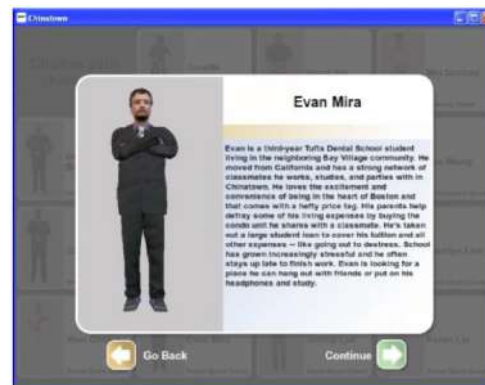 Chinatown
Evan Mira
Evan is a third-year Tufts Dental School student
living in the neighboring Bay Village community. He
moved from California and has a strong network of
classmates he works, studies, and parties with in
Chinatown. He loves the excitement and
convenience of being in the heart of Boston and
that comes with a hefty price tag. His parents help
defray some of his living expenses by buying the
condo unit he shares with a classmate. He's taken
out a large student loan to cover his tuition and all
other expenses -- like going out to destress. School
has grown increasingly stressful and he often
stays up late to finish work. Evan is looking for a
place he can hang out with friends or put on his
headphones and study.
Go Back
Continue